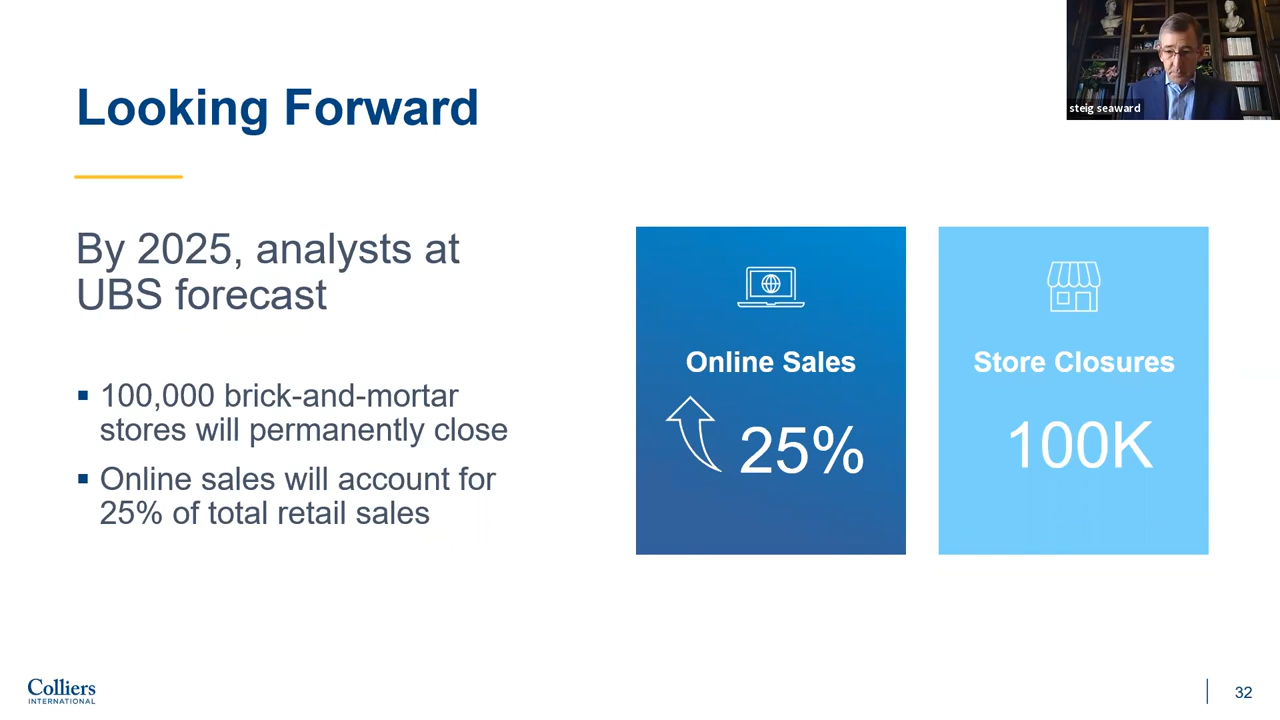 steig seaward
Looking Forward
By 2025, analysts at
UBS forecast
100,000 brick-and-mortar
stores will permanently close
Online sales will account for
25% of total retail sales
Online Sales
25%
Store Closures
100K
Colliers
INTERNATIONAL
32